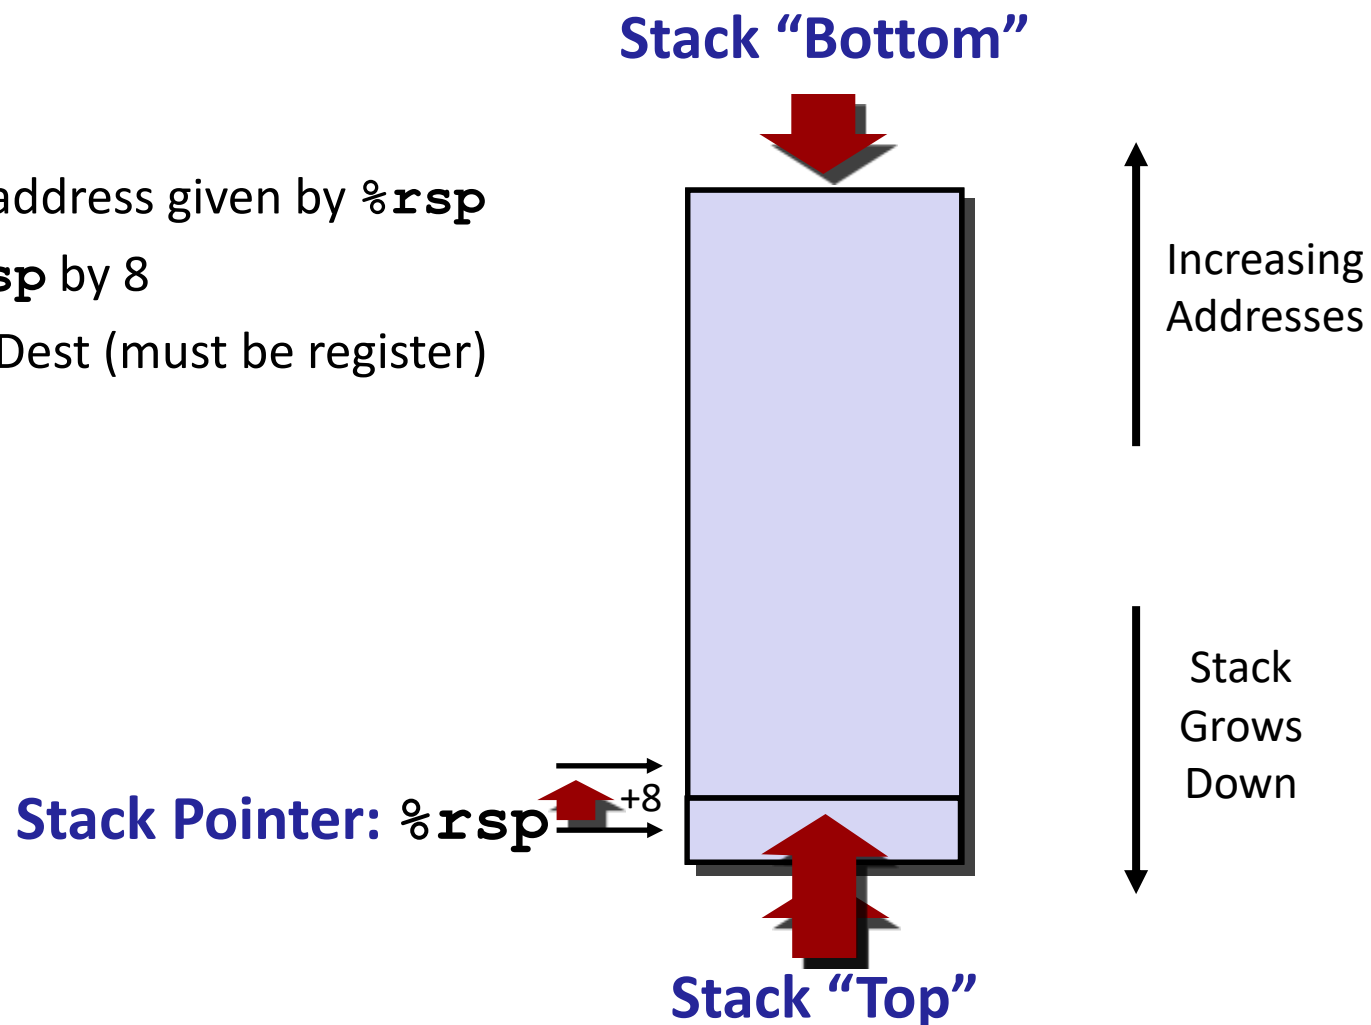 Stack “Bottom”
address given by %rsp
sp by 8
Dest (must be register)
Increasing
Addresses
Stack
Grows
Down
+8
Stack Pointer: %rsp
Stack “Top”